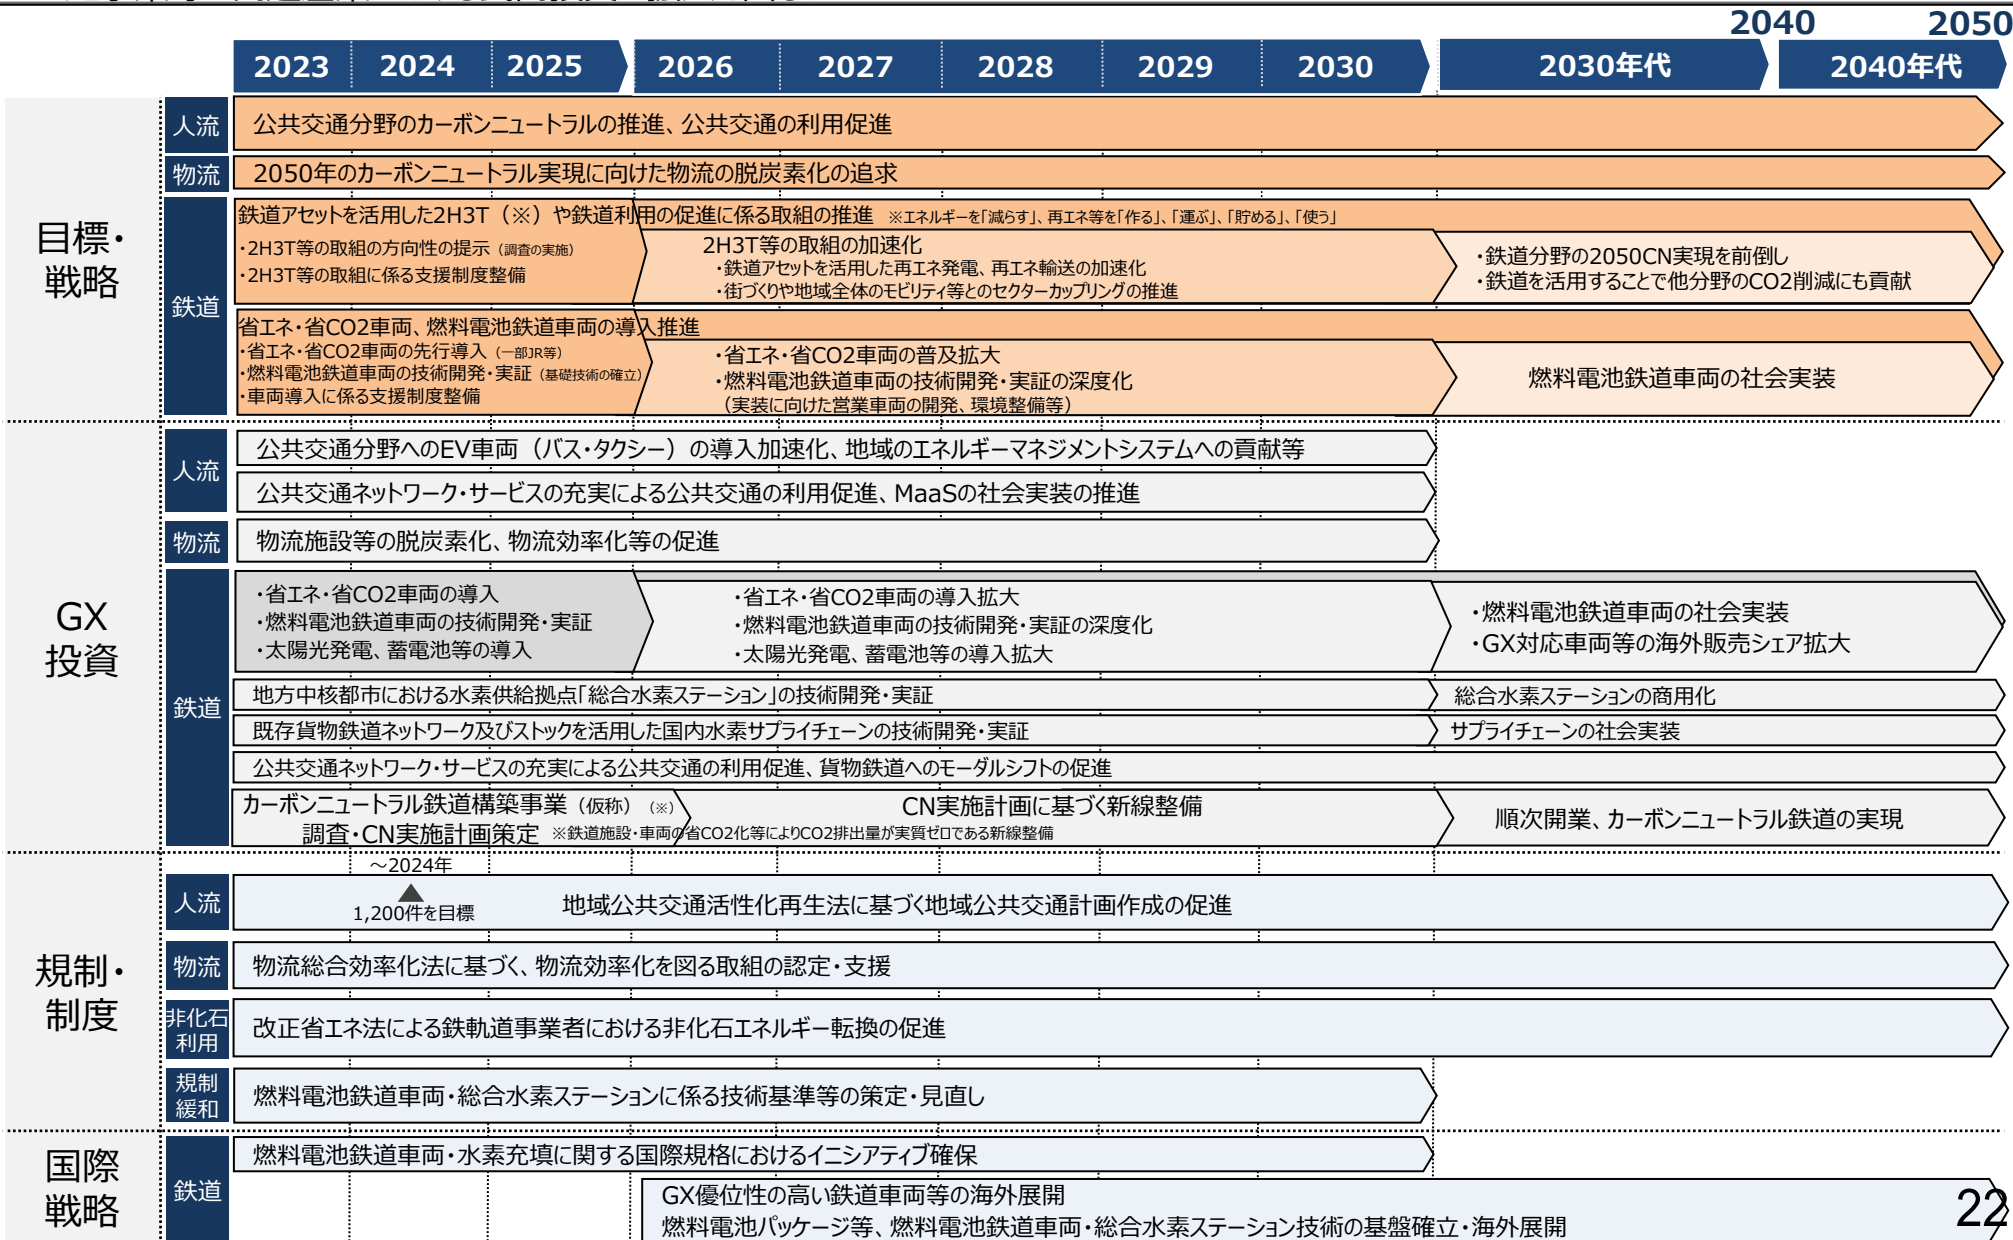 2040 2050
2023 2024 2025 2026 2027 2028 2029 2030 2030年代 2040年代
目標・
戦略
人流
公共交通分野のカーボンニュートラルの推進、公共交通の利用促進
物流
2050年のカーボンニュートラル実現に向けた物流の脱炭素化の追求
鉄道
鉄道アセットを活用した2H3T（※）や鉄道利用の促進に係る取組の推進 ※エネルギーを「減らす」、再エネ等を「作る」、「運ぶ」、「貯める」、「使う」
・2H3T等の取組の方向性の提示（調査の実施）
・2H3T等の取組に係る支援制度整備
2H3T等の取組の加速化
・鉄道アセットを活用した再エネ発電、再エネ輸送の加速化
・街づくりや地域全体のモビリティ等とのセクターカップリングの推進
・鉄道分野の2050CN実現を前倒し
・鉄道を活用することで他分野のCO2削減にも貢献
省エネ・省CO2車両、燃料電池鉄道車両の導入推進
・省エネ・省CO2車両の先行導入（一部JR等）
・燃料電池鉄道車両の技術開発・実証（基礎技術の確立）
・車両導入に係る支援制度整備
・省エネ・省CO2車両の普及拡大
・燃料電池鉄道車両の技術開発・実証の深度化
（実装に向けた営業車両の開発、環境整備等）
燃料電池鉄道車両の社会実装
GX
投資
人流
公共交通分野へのEV車両（バス・タクシー）の導入加速化、地域のエネルギーマネジメントシステムへの貢献等
公共交通ネットワーク・サービスの充実による公共交通の利用促進、MaaSの社会実装の推進
物流
物流施設等の脱炭素化、物流効率化等の促進
鉄道
・省エネ・省CO2車両の導入
・燃料電池鉄道車両の技術開発・実証
・太陽光発電、蓄電池等の導入
・省エネ・省CO2車両の導入拡大
・燃料電池鉄道車両の技術開発・実証の深度化
・太陽光発電、蓄電池等の導入拡大
・燃料電池鉄道車両の社会実装
・GX対応車両等の海外販売シェア拡大
地方中核都市における水素供給拠点「総合水素ステーション」の技術開発・実証
総合水素ステーションの商用化
既存貨物鉄道ネットワーク及びストックを活用した国内水素サプライチェーンの技術開発・実証
サプライチェーンの社会実装
公共交通ネットワーク・サービスの充実による公共交通の利用促進、貨物鉄道へのモーダルシフトの促進
カーボンニュートラル鉄道構築事業（仮称）（※）
調査・CN実施計画策定 ※鉄道施設・車両の省CO2化等によりCO2排出量が実質ゼロである新線整備
CN実施計画に基づく新線整備
順次開業、カーボンニュートラル鉄道の実現
規制・
制度
人流
～2024年
1,200件を目標
地域公共交通活性化再生法に基づく地域公共交通計画作成の促進
物流
物流総合効率化法に基づく、物流効率化を図る取組の認定・支援
非化石
利用
改正省エネ法による鉄軌道事業者における非化石エネルギー転換の促進
規制
緩和
燃料電池鉄道車両・総合水素ステーションに係る技術基準等の策定・見直し
国際
戦略
鉄道
燃料電池鉄道車両・水素充填に関する国際規格におけるイニシアティブ確保
GX優位性の高い鉄道車両等の海外展開
燃料電池パッケージ等、燃料電池鉄道車両・総合水素ステーション技術の基盤確立・海外展開
22